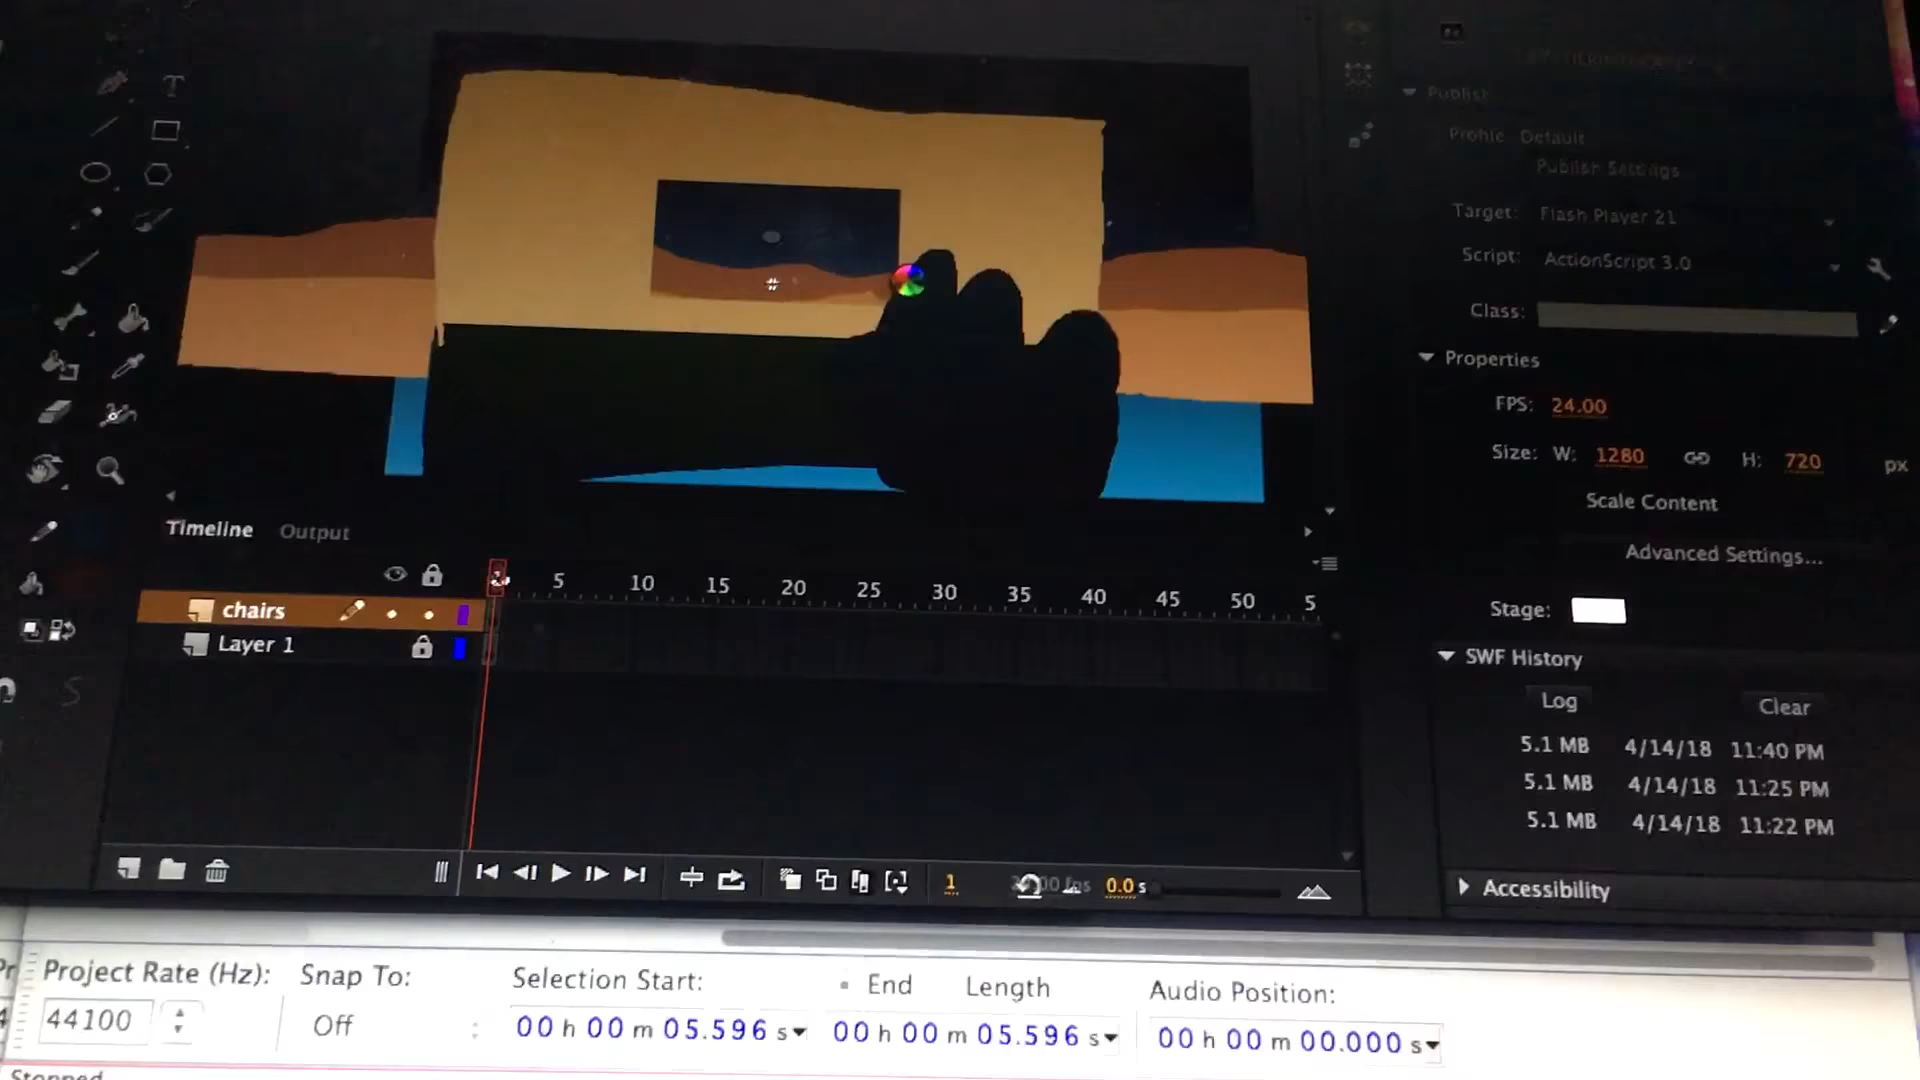 T
Publish
Profile: Default
Publish Settings
Target: Flash Player 21
Script: ActionScript 3.0
Class:
Properties
FPS: 24.00
Size: W: 1280 H: 720 px
Scale Content
Advanced Settings...
Stage:
SWF History
Log Clear
5.1 MB 4/14/18 11:40 PM
5.1 MB 4/14/18 11:25 PM
5.1 MB 4/14/18 11:22 PM
Accessibility
Timeline Output
5 10 15 20 25 30 35 40 45 50 5
chairs
Layer 1
1 fps 0.0 s
Project Rate (Hz): Snap To: Selection Start: End Length Audio Position:
44100 Off 00 h 00 m 05.596 s 00 h 00 m 05.596 s 00 h 00 m 00.000 s
Stopped